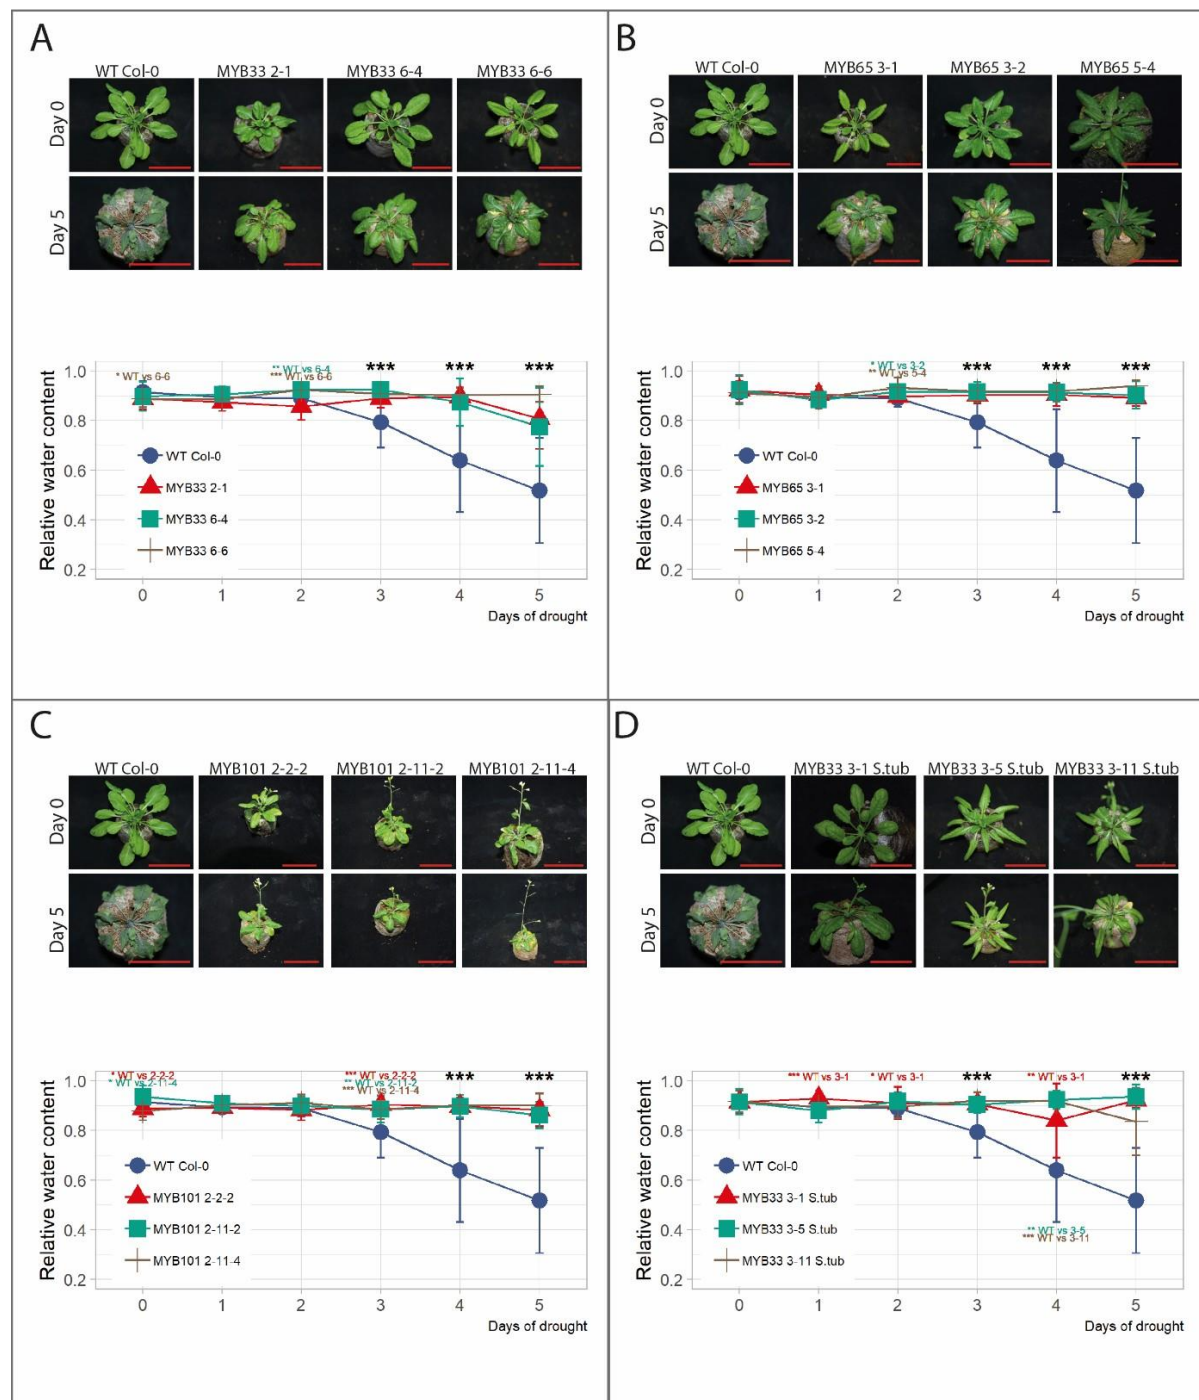 A
WT Col-0 MYB33 2-1 MYB33 6-4 MYB33 6-6
Day 0
Day 5
* WT vs 6-6
** WT vs 6-4
*** WT vs 6-6
*** *** ***
Relative water content
1.0
0.8
0.6
0.4
0.2
WT Col-0
MYB33 2-1
MYB33 6-4
MYB33 6-6
0 1 2 3 4 5
Days of drought
B
WT Col-0 MYB65 3-1 MYB65 3-2 MYB65 5-4
Day 0
Day 5
* WT vs 3-2
** WT vs 5-4
*** *** ***
Relative water content
1.0
0.8
0.6
0.4
0.2
WT Col-0
MYB65 3-1
MYB65 3-2
MYB65 5-4
0 1 2 3 4 5
Days of drought
C
WT Col-0 MYB101 2-2-2 MYB101 2-11-2 MYB101 2-11-4
Day 0
Day 5
* WT vs 2-2-2
* WT vs 2-11-4
*** WT vs 2-2-2
** WT vs 2-11-2
*** WT vs 2-11-4
*** ***
Relative water content
1.0
0.8
0.6
0.4
0.2
WT Col-0
MYB101 2-2-2
MYB101 2-11-2
MYB101 2-11-4
0 1 2 3 4 5
Days of drought
D
WT Col-0 MYB33 3-1 S.tub MYB33 3-5 S.tub MYB33 3-11 S.tub
Day 0
Day 5
*** WT vs 3-1
* WT vs 3-1
***
** WT vs 3-1
***
Relative water content
1.0
0.8
0.6
0.4
0.2
WT Col-0
MYB33 3-1 S.tub
MYB33 3-5 S.tub
MYB33 3-11 S.tub
** WT vs 3-5
*** WT vs 3-11
0 1 2 3 4 5
Days of drought